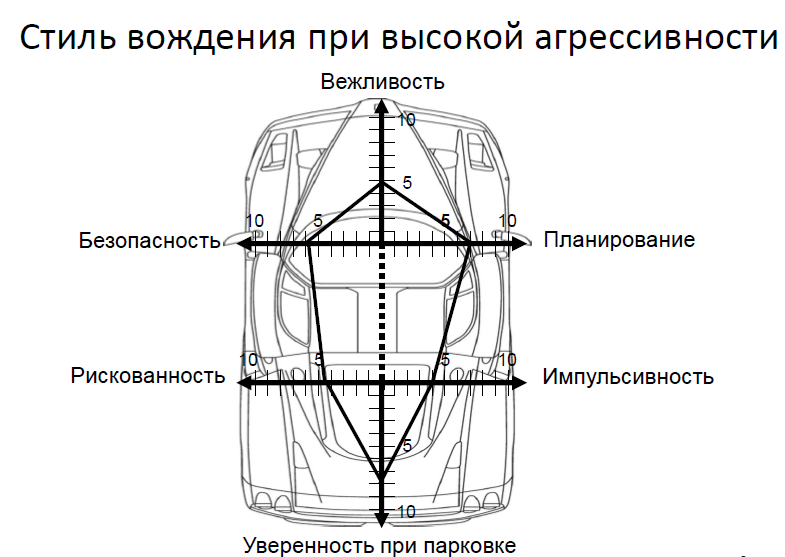 Стиль вождения при высокой агрессивности
Вежливость
10
5
10 5 5 10
Безопасность Планирование
10 5 5 10
Рискованность Импульсивность
5
10
Уверенность при парковке